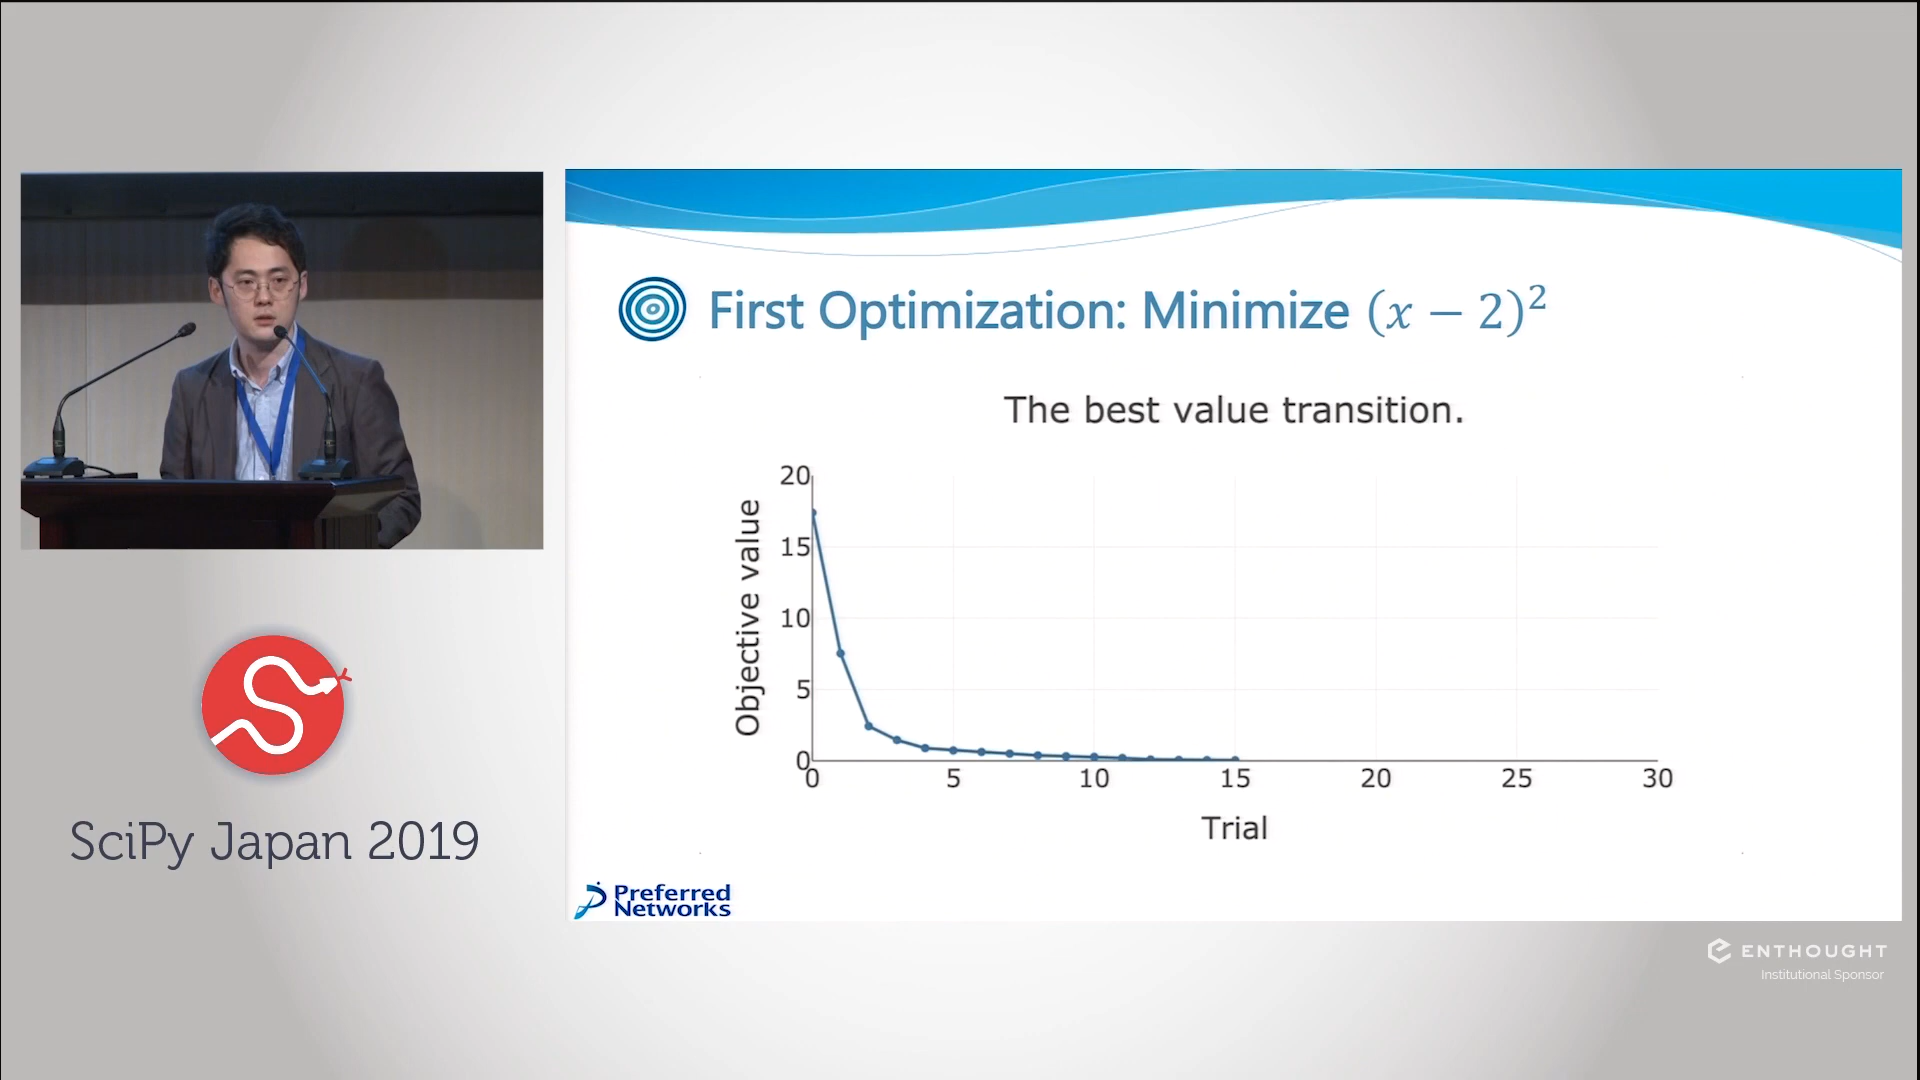 First Optimization: Minimize (x − 2)²
The best value transition.
Objective value
20
15
10
5
0
0 5 10 15 20 25 30
Trial
Preferred
Networks
SciPy Japan 2019
ENTHOUGHT
Institutional Sponsor